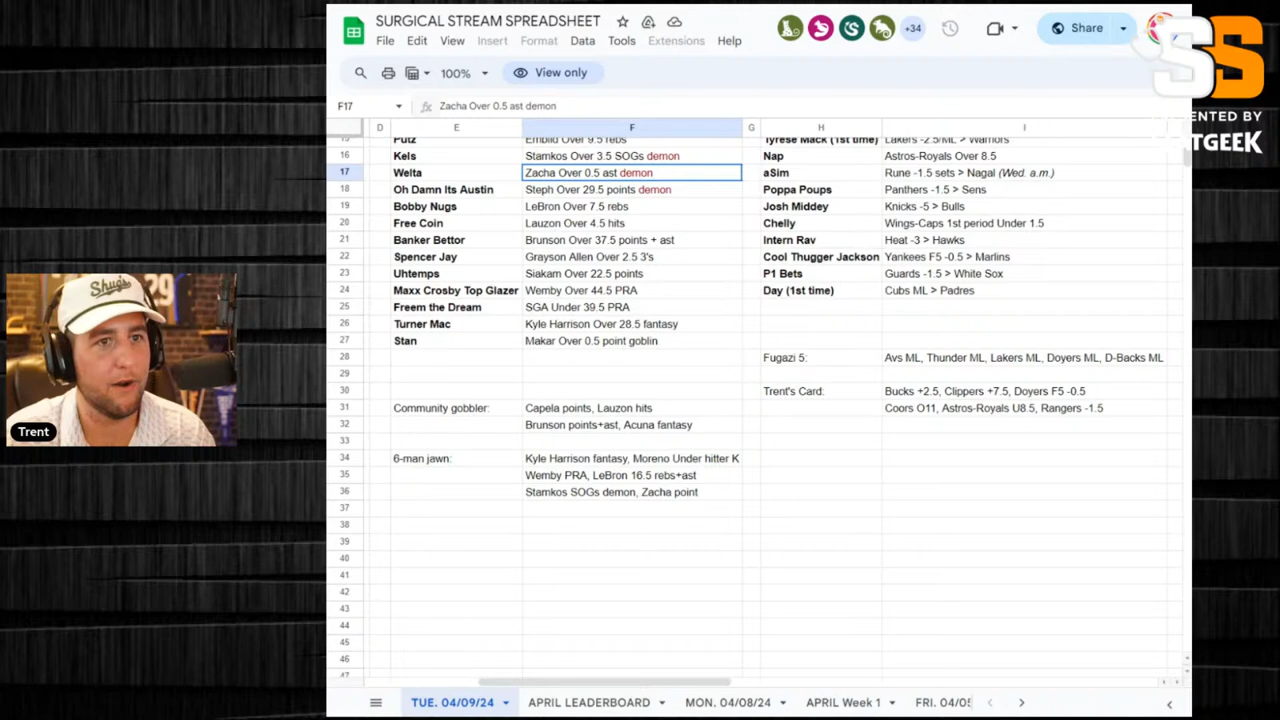 SURGICAL STREAM SPREADSHEET
+34
Share
SS
File Edit View Insert Format Data Tools Extensions Help
100% View only
F17 Zacha Over 0.5 ast demon
D E F G H I
Putz Embiid Over 9.5 rebs Tyrese Mack (1st time) Lakers -2.5/ML > Warriors
16 Kels Stamkos Over 3.5 SOGs demon Nap Astros-Royals Over 8.5
17 Welta Zacha Over 0.5 ast demon aSim Rune -1.5 sets > Nagal (Wed. a.m.)
18 Oh Damn Its Austin Steph Over 29.5 points demon Poppa Poups Panthers -1.5 > Sens
19 Bobby Nugs LeBron Over 7.5 rebs Josh Middey Knicks -5 > Bulls
20 Free Coin Lauzon Over 4.5 hits Chelly Wings-Caps 1st period Under 1.5
21 Banker Bettor Brunson Over 37.5 points + ast Intern Rav Heat -3 > Hawks
22 Spencer Jay Grayson Allen Over 2.5 3's Cool Thugger Jackson Yankees F5 -0.5 > Marlins
23 Uhtemps Siakam Over 22.5 points P1 Bets Guards -1.5 > White Sox
24 Maxx Crosby Top Glazer Wemby Over 44.5 PRA Day (1st time) Cubs ML > Padres
25 Freem the Dream SGA Under 39.5 PRA
26 Turner Mac Kyle Harrison Over 28.5 fantasy
27 Stan Makar Over 0.5 point goblin
28 Fugazi 5: Avs ML, Thunder ML, Lakers ML, Doyers ML, D-Backs ML
29
30 Trent's Card: Bucks +2.5, Clippers +7.5, Doyers F5 -0.5
31 Community gobbler: Capela points, Lauzon hits Coors O11, Astros-Royals U8.5, Rangers -1.5
32 Brunson points+ast, Acuna fantasy
33
34 6-man jawn: Kyle Harrison fantasy, Moreno Under hitter K
35 Wemby PRA, LeBron 16.5 rebs+ast
36 Stamkos SOGs demon, Zacha point
37
38
39
40
41
42
43
44
45
46
47
TUE. 04/09/24 APRIL LEADERBOARD MON. 04/08/24 APRIL Week 1 FRI. 04/05
Shugs
Trent